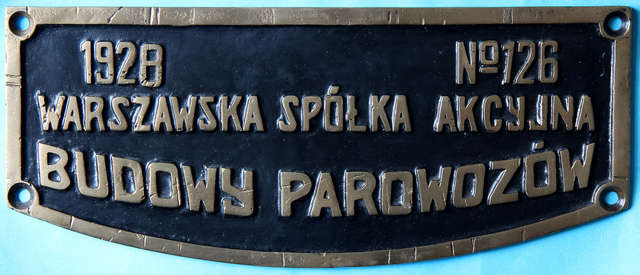 1928 Nº126
WARSZAWSKA SPÓŁKA AKCYJNA
BUDOWY PAROWOZÓW